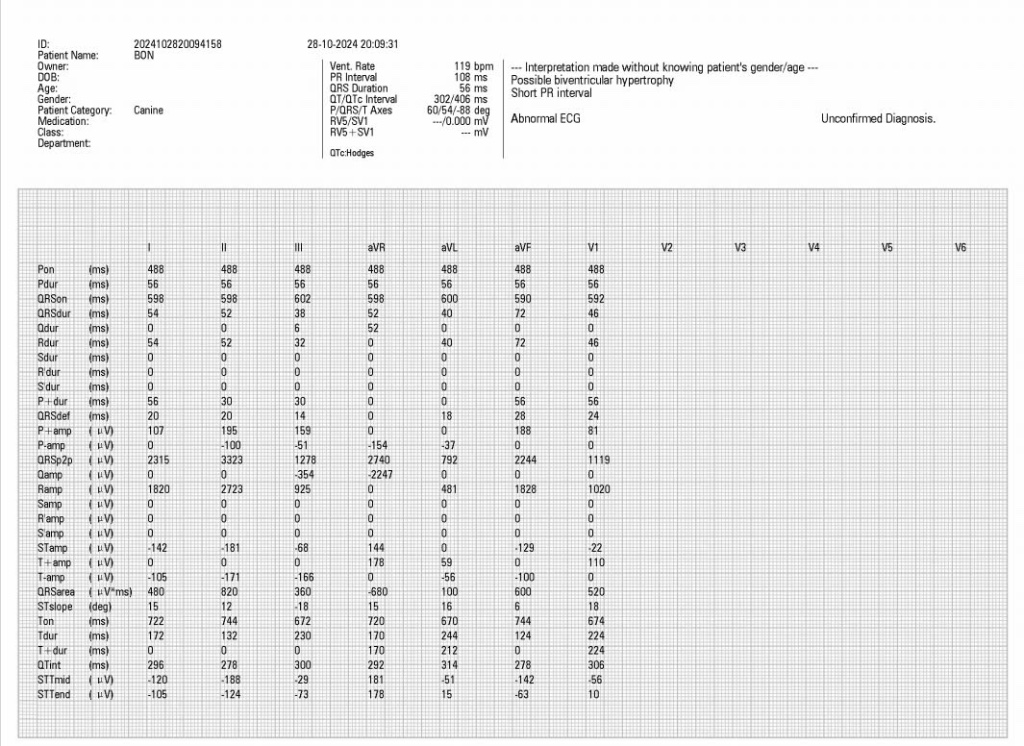 ID: 2024102820094158 28-10-2024 20:09:31
Patient Name: BON
Owner:
DOB:
Age:
Gender:
Patient Category: Canine
Medication:
Class:
Department:
Vent. Rate 119 bpm
PR Interval 108 ms
QRS Duration 56 ms
QT/QTc Interval 302/406 ms
P/QRS/T Axes 60/54/-88 deg
RV5/SV1 ---/0.000 mV
RV5+SV1 --- mV
QTc:Hodges
--- Interpretation made without knowing patient's gender/age ---
Possible biventricular hypertrophy
Short PR interval
Abnormal ECG Unconfirmed Diagnosis.
I II III aVR aVL aVF V1 V2 V3 V4 V5 V6
Pon (ms) 488 488 488 488 488 488 488
Pdur (ms) 56 56 56 56 56 56 56
QRSon (ms) 598 598 602 598 600 590 592
QRSdur (ms) 54 52 38 52 40 72 46
Qdur (ms) 0 0 6 52 0 0 0
Rdur (ms) 54 52 32 0 40 72 46
Sdur (ms) 0 0 0 0 0 0 0
R'dur (ms) 0 0 0 0 0 0 0
S'dur (ms) 0 0 0 0 0 0 0
P+dur (ms) 56 30 30 0 0 56 56
QRSdef (ms) 20 20 14 0 18 28 24
P+amp (µV) 107 195 159 0 0 188 81
P-amp (µV) 0 -100 -51 -154 -37 0 0
QRSp2p (µV) 2315 3323 1278 2740 792 2244 1119
Qamp (µV) 0 0 -354 -2247 0 0 0
Ramp (µV) 1820 2723 925 0 481 1828 1020
Samp (µV) 0 0 0 0 0 0 0
R'amp (µV) 0 0 0 0 0 0 0
S'amp (µV) 0 0 0 0 0 0 0
STamp (µV) -142 -181 -68 144 0 -129 -22
T+amp (µV) 0 0 0 178 59 0 110
T-amp (µV) -105 -171 -166 0 -56 -100 0
QRSarea (µV*ms) 480 820 360 -680 100 600 520
STslope (deg) 15 12 -18 15 16 6 18
Ton (ms) 722 744 672 720 670 744 674
Tdur (ms) 172 132 230 170 244 124 224
T+dur (ms) 0 0 0 170 212 0 224
QTint (ms) 296 278 300 292 314 278 306
STTmid (µV) -120 -188 -29 181 -51 -142 -56
STTend (µV) -105 -124 -73 178 15 -63 10